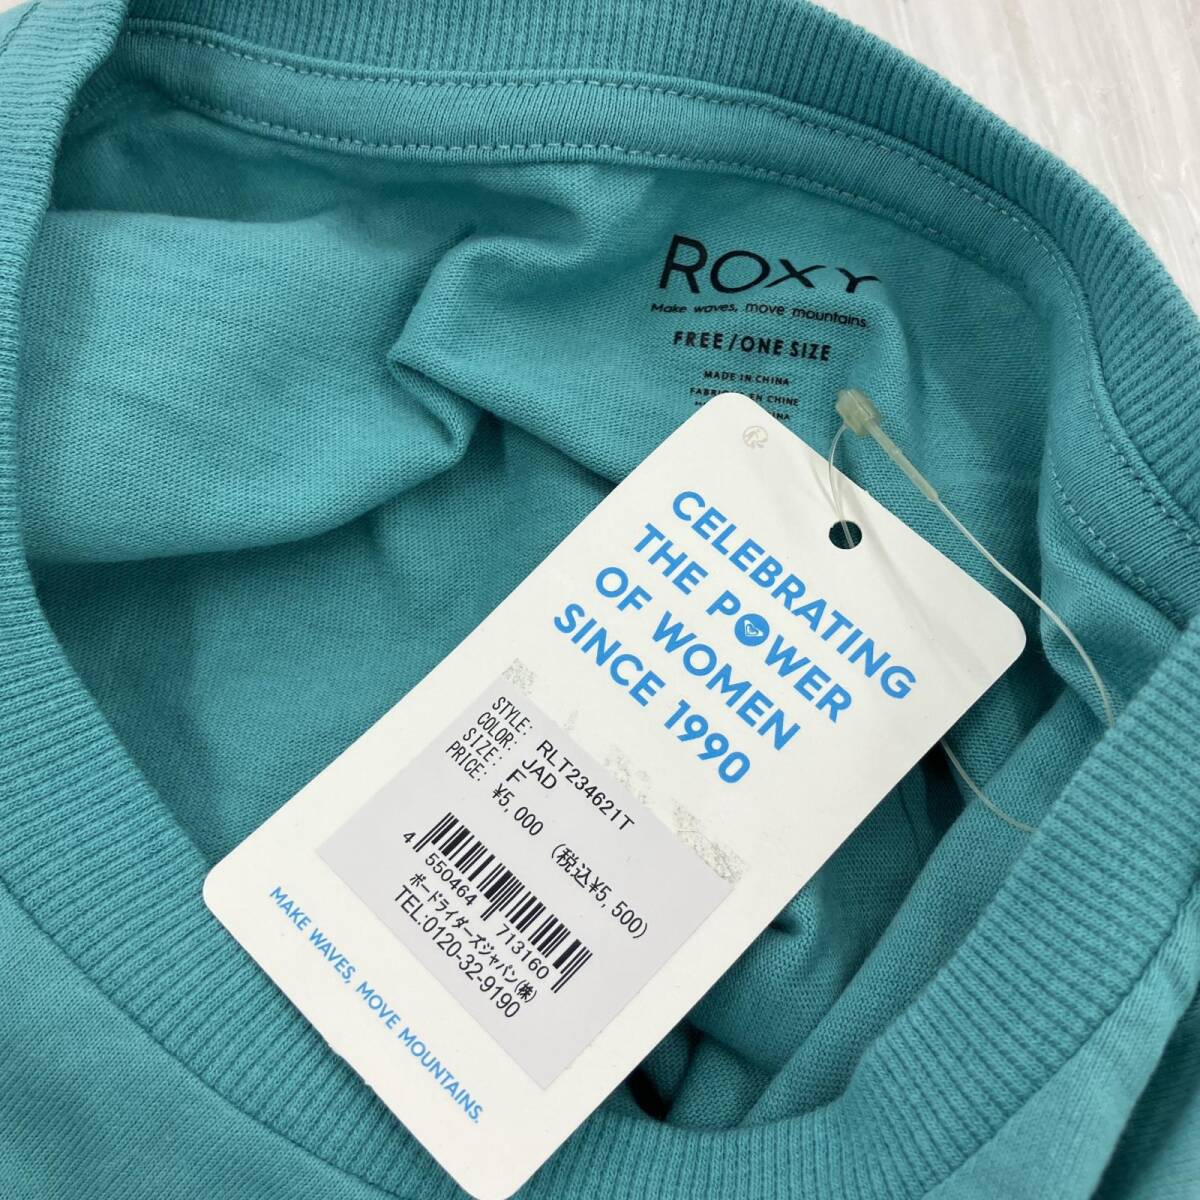 ROXY
Make waves, move mountains.
FREE/ONE SIZE
MADE IN CHINA
EN CHINE
CELEBRATING
THE POWER
OF WOMEN
SINCE 1990
STYLE: RLT234621T
COLOR: JAD
SIZE: F
PRICE: ¥5,000 (税込¥5,500)
4 550464 713160
ボードライダーズジャパン(株)
TEL:0120-32-9190
MAKE WAVES, MOVE MOUNTAINS.